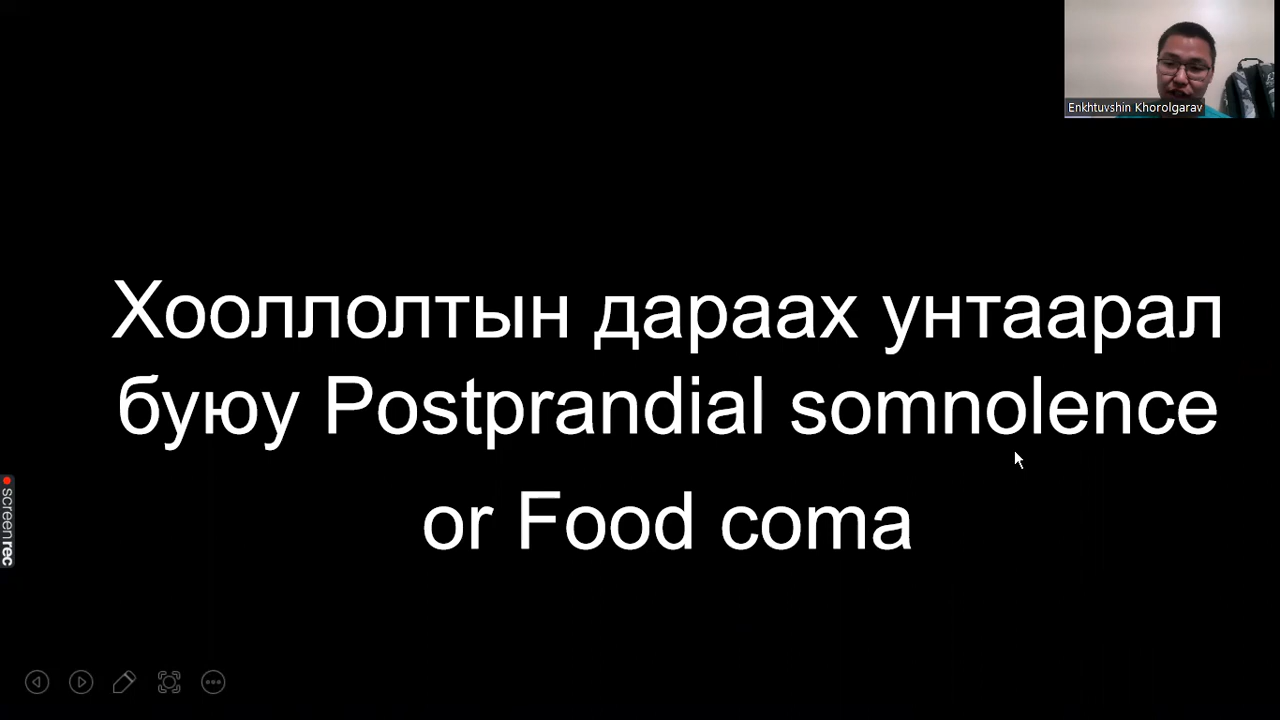 Enkhtuvshin Khorolgarav
Хооллолтын дараах унтаарал
буюу Postprandial somnolence
or Food coma
screenrec